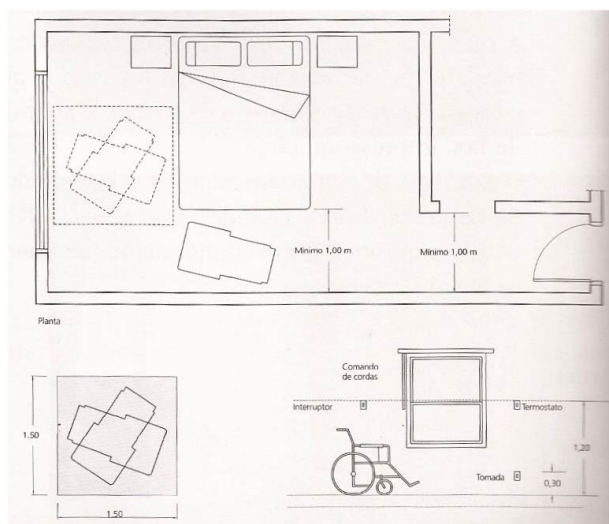 Mínimo 1,00 m
Mínimo 1,00 m
Planta
1.50
1.50
Comando
de cordas
Interruptor
Termostato
1,20
Tomada
0,30